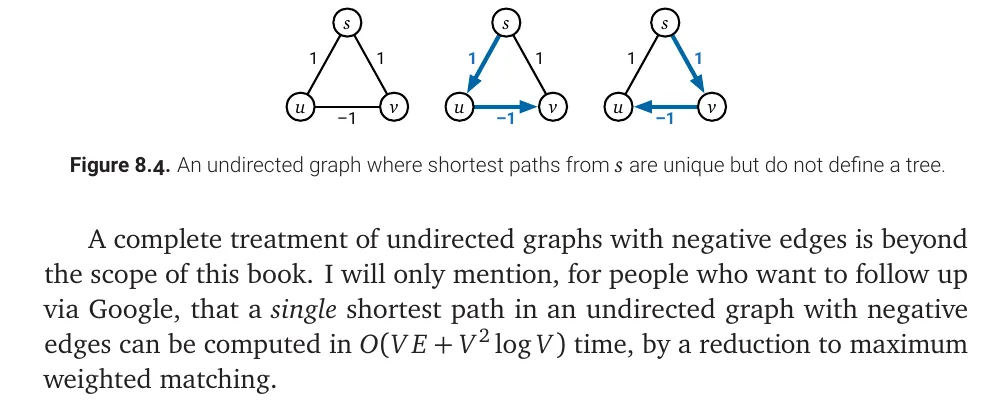 s s s
1 1 1 1 1 1
u v u v u v
−1 −1 −1
Figure 8.4. An undirected graph where shortest paths from s are unique but do not define a tree.
A complete treatment of undirected graphs with negative edges is beyond
the scope of this book. I will only mention, for people who want to follow up
via Google, that a single shortest path in an undirected graph with negative
edges can be computed in O(VE + V² log V) time, by a reduction to maximum
weighted matching.